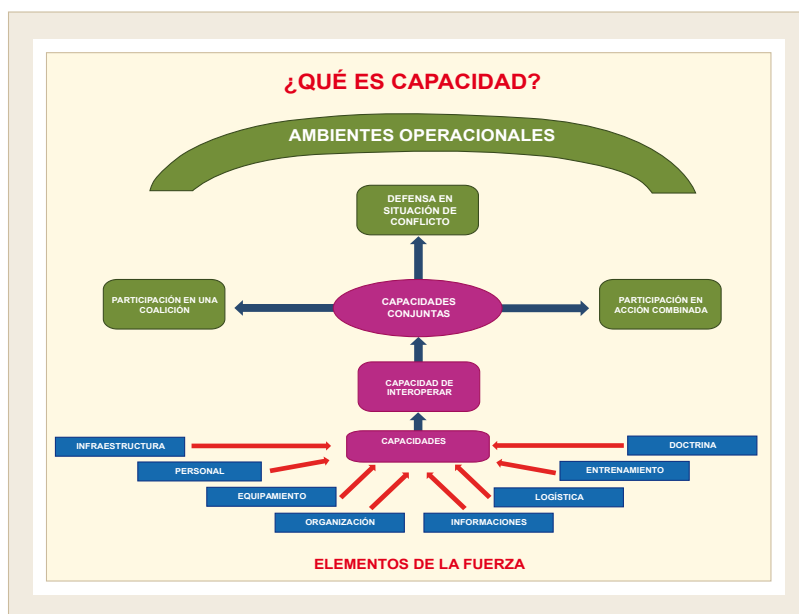 ¿QUÉ ES CAPACIDAD?
AMBIENTES OPERACIONALES
DEFENSA EN
SITUACIÓN DE
CONFLICTO
PARTICIPACIÓN EN UNA
COALICIÓN
CAPACIDADES
CONJUNTAS
PARTICIPACIÓN EN
ACCIÓN COMBINADA
CAPACIDAD DE
INTEROPERAR
CAPACIDADES
INFRAESTRUCTURA
DOCTRINA
PERSONAL
ENTRENAMIENTO
EQUIPAMIENTO
LOGÍSTICA
ORGANIZACIÓN
INFORMACIONES
ELEMENTOS DE LA FUERZA